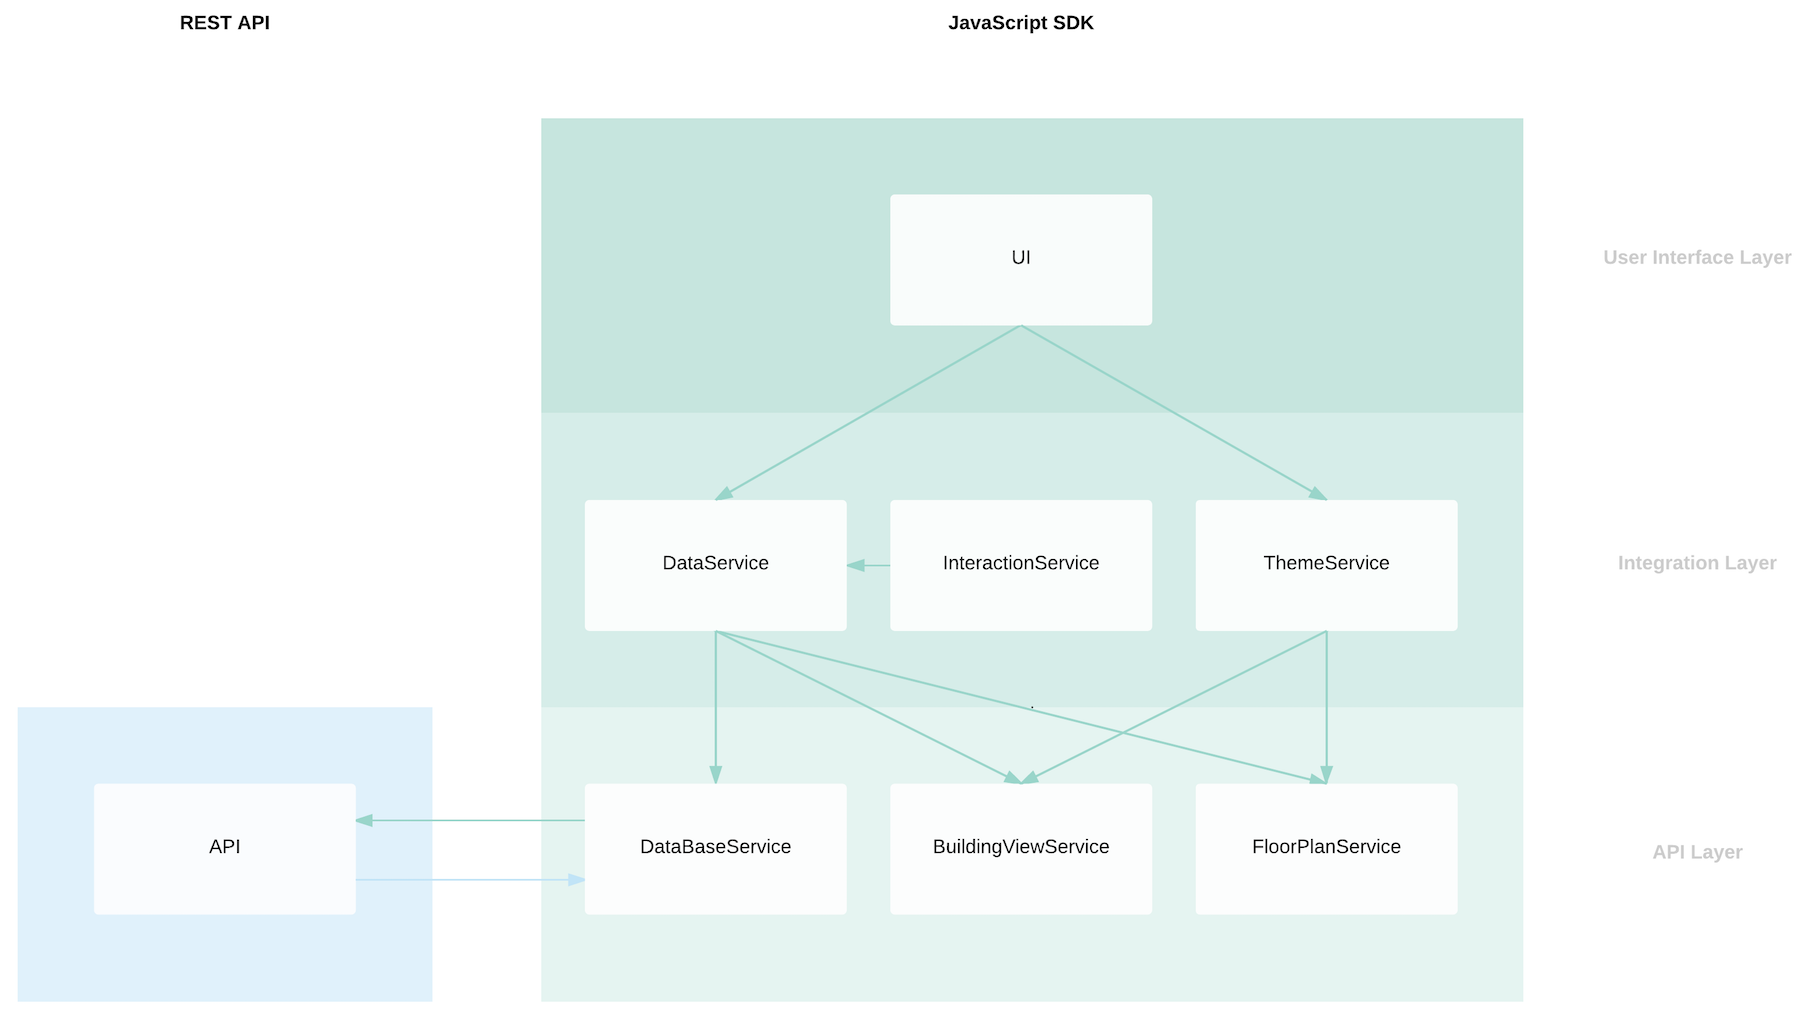 REST API
JavaScript SDK
UI
User Interface Layer
DataService
InteractionService
ThemeService
Integration Layer
API
DataBaseService
BuildingViewService
FloorPlanService
API Layer